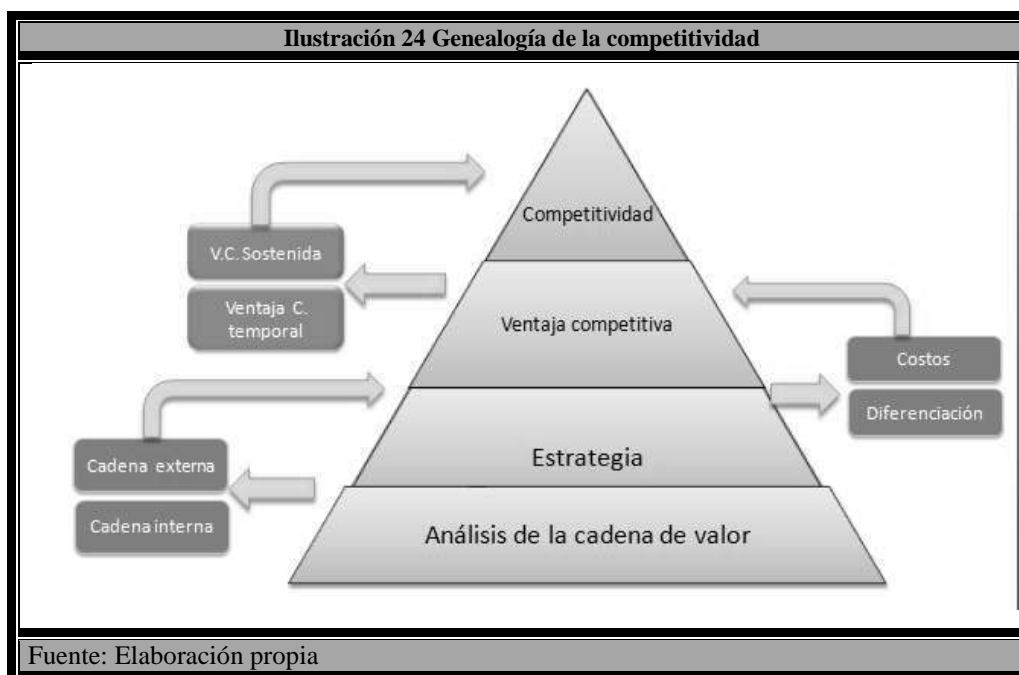 Ilustración 24 Genealogía de la competitividad
Competitividad
V.C. Sostenida
Ventaja C.
temporal
Ventaja competitiva
Costos
Diferenciación
Estrategia
Cadena externa
Cadena interna
Análisis de la cadena de valor
Fuente: Elaboración propia